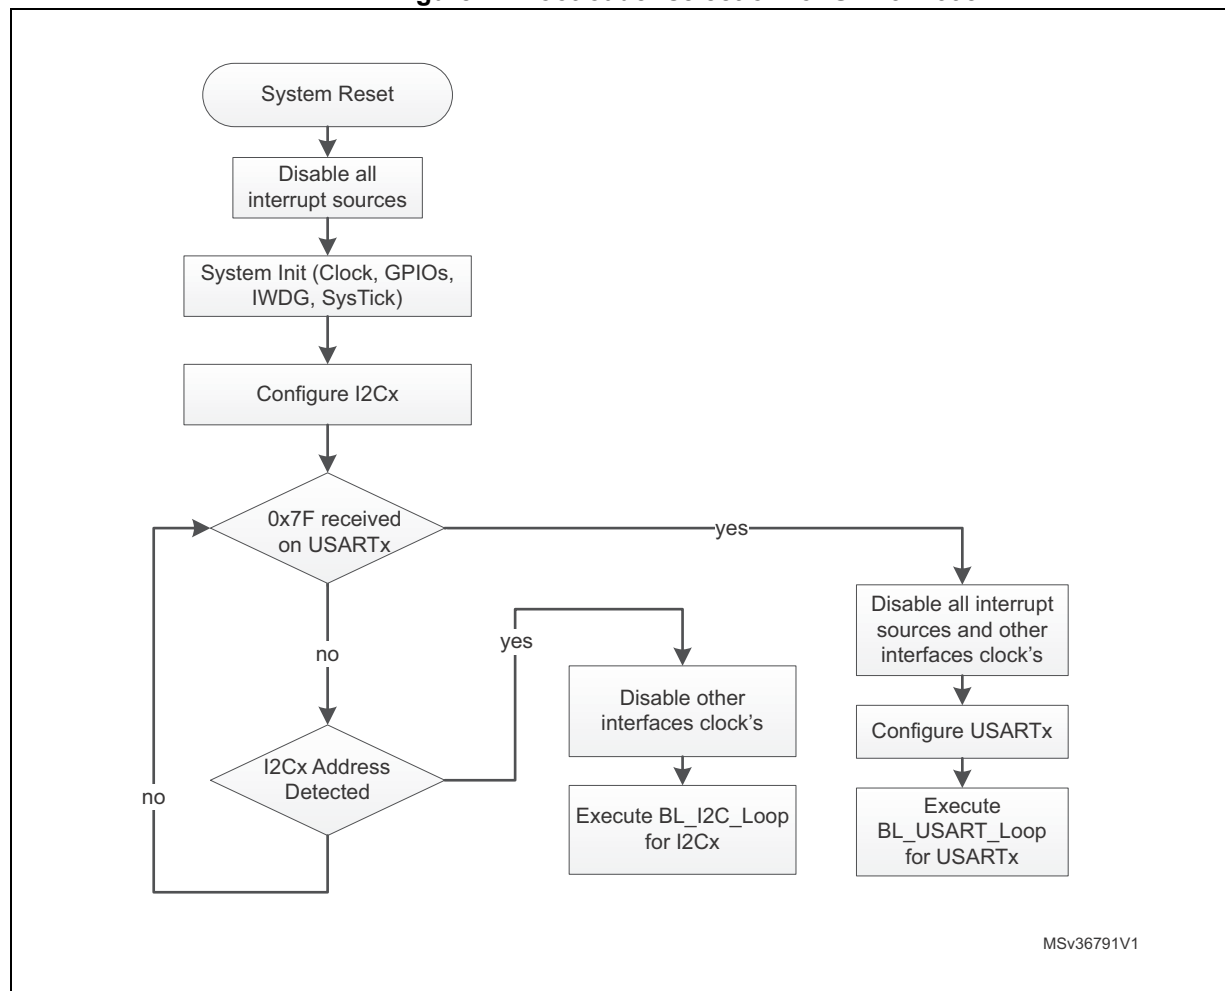 System Reset
Disable all
interrupt sources
System Init (Clock, GPIOs,
IWDG, SysTick)
Configure I2Cx
0x7F received
on USARTx
yes
no
Disable all interrupt
sources and other
interfaces clock's
yes
Disable other
interfaces clock's
Configure USARTx
I2Cx Address
Detected
no
Execute BL_I2C_Loop
for I2Cx
Execute
BL_USART_Loop
for USARTx
MSv36791V1